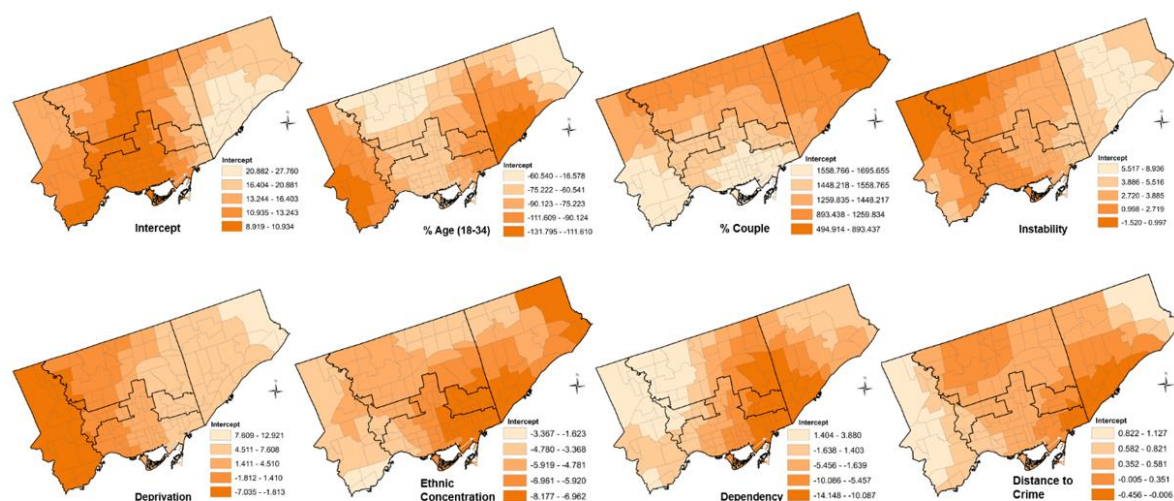 Intercept
20.882 - 27.760
16.404 - 20.881
13.244 - 16.403
10.935 - 13.243
8.919 - 10.934
Intercept
Intercept
-60.540 - -16.578
-75.222 - -60.541
-90.123 - -75.223
-111.609 - -90.124
-131.795 - -111.610
% Age (18-34)
Intercept
1558.766 - 1695.655
1448.218 - 1558.765
1259.835 - 1448.217
893.438 - 1259.834
494.914 - 893.437
% Couple
Intercept
5.517 - 8.936
3.886 - 5.516
2.720 - 3.885
0.998 - 2.719
-1.520 - 0.997
Instability
Intercept
7.609 - 12.921
4.511 - 7.608
1.411 - 4.510
-1.812 - 1.410
-7.035 - -1.813
Deprivation
Intercept
-3.367 - -1.623
-4.780 - -3.368
-5.919 - -4.781
-6.961 - -5.920
-8.177 - -6.962
Ethnic
Concentration
Intercept
1.404 - 3.880
-1.638 - 1.403
-5.456 - -1.639
-10.086 - -5.457
-14.148 - -10.087
Dependency
Intercept
0.822 - 1.127
0.582 - 0.821
0.352 - 0.581
-0.005 - 0.351
-0.456 - -0.006
Distance to
Crime